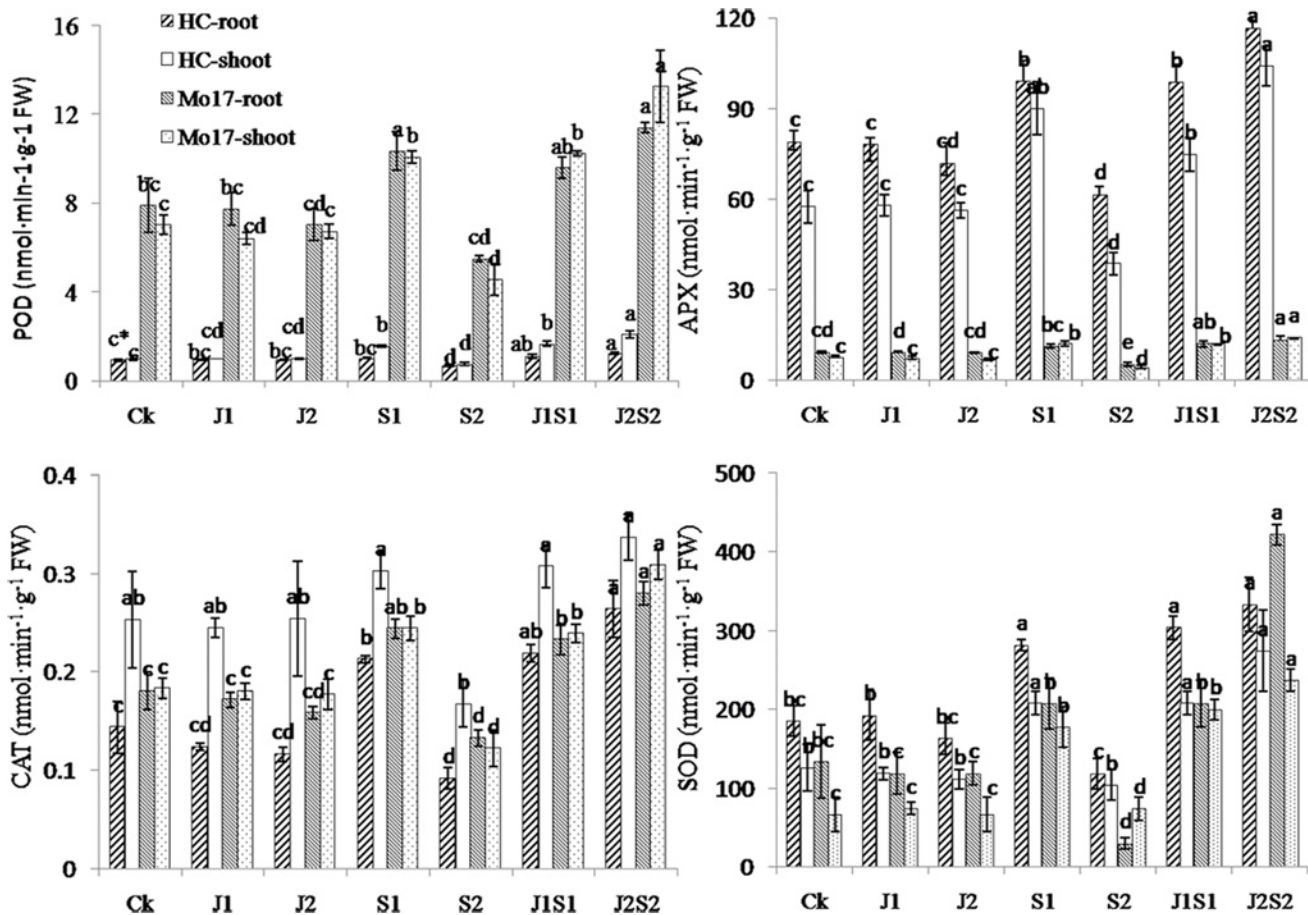 HC-root
HC-shoot
Mo17-root
Mo17-shoot
POD (nmol·min-1·g-1 FW)
16
12
8
4
0
c* c bc c
bc cd bc cd
bc cd cd c
bc b a b
d d cd d
ab b ab b
a a a a
Ck J1 J2 S1 S2 J1S1 J2S2
APX (nmol·min⁻¹·g⁻¹ FW)
120
90
60
30
0
c c cd c
c c d c
cd c cd c
b ab bc b
d d e d
b b ab b
a a a a
Ck J1 J2 S1 S2 J1S1 J2S2
CAT (nmol·min⁻¹·g⁻¹ FW)
0.4
0.3
0.2
0.1
0
c ab c c
cd ab c c
cd ab cd c
b a ab b
d b d d
ab a b b
a a a a
Ck J1 J2 S1 S2 J1S1 J2S2
SOD (nmol·min⁻¹·g⁻¹ FW)
500
400
300
200
100
0
bc b bc c
b b c c
bc b c c
a a b b
c b d d
a b b b
a a a a
Ck J1 J2 S1 S2 J1S1 J2S2